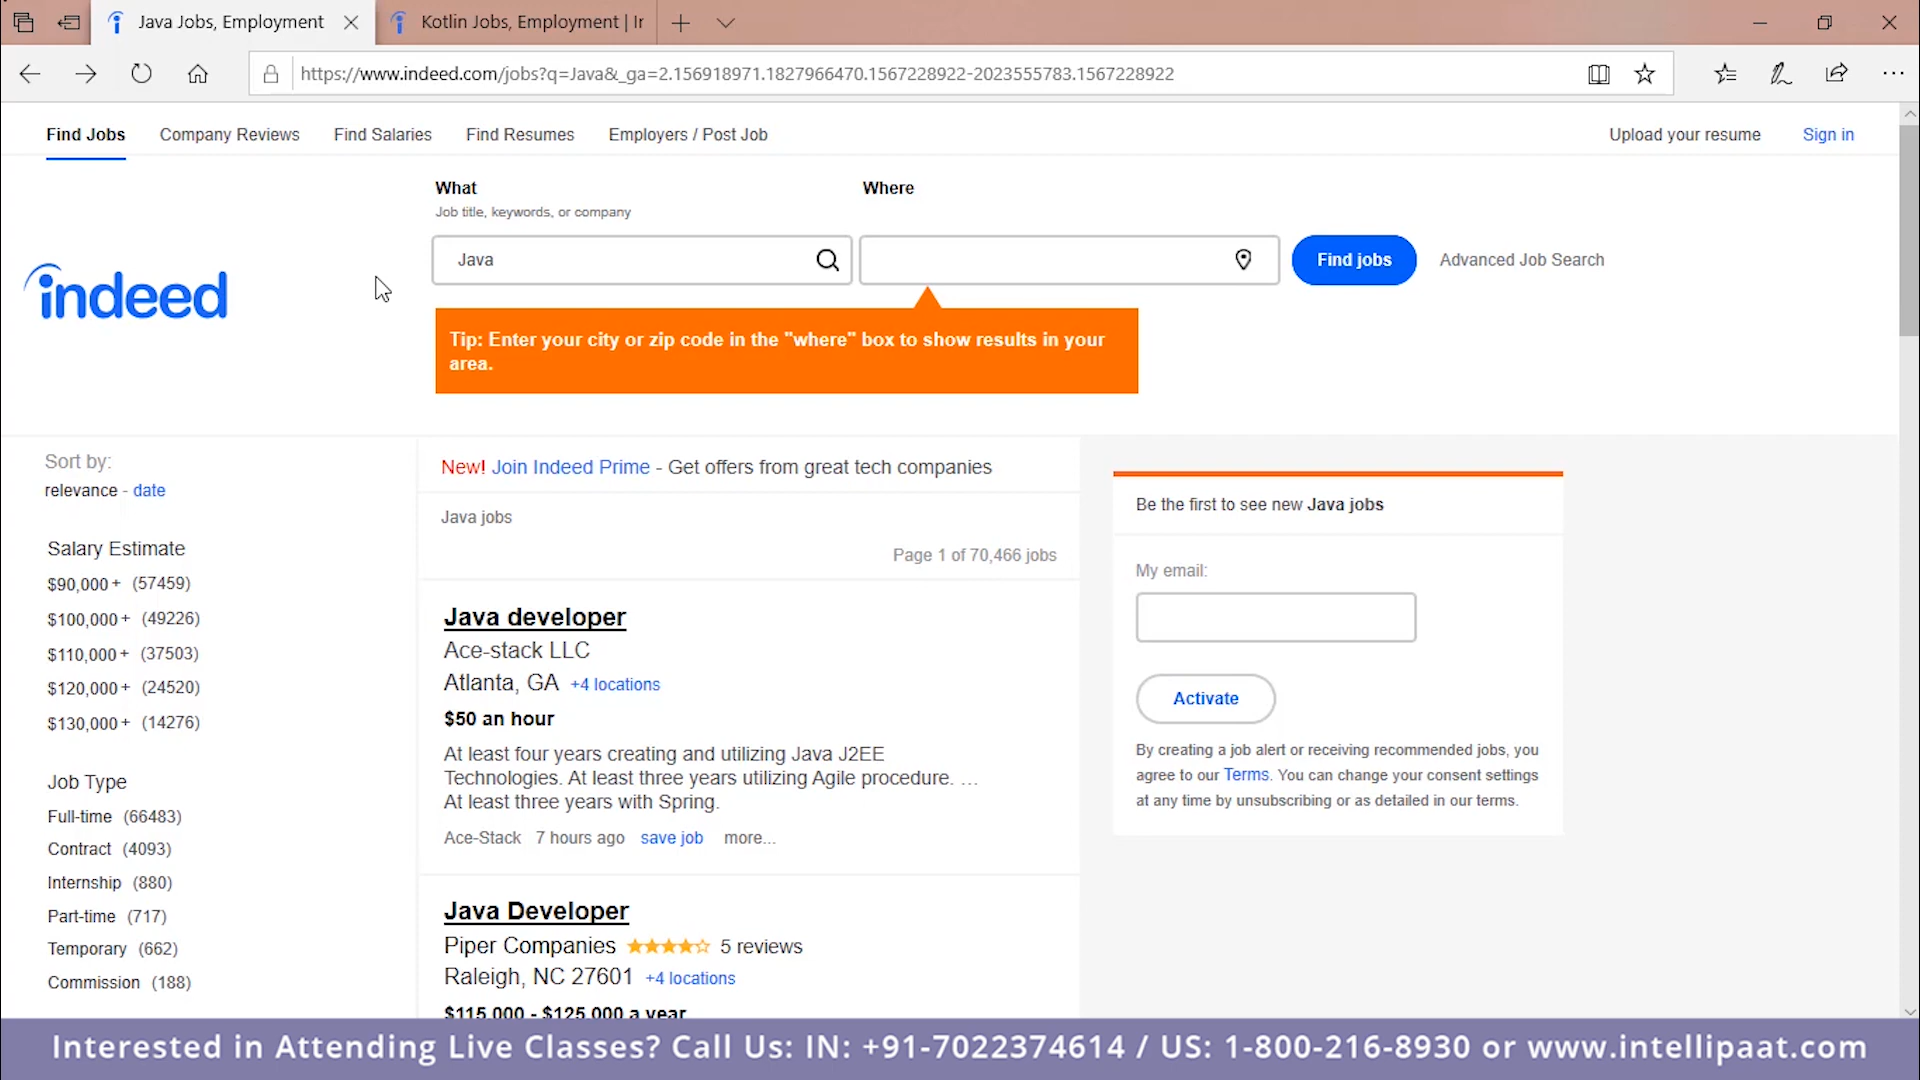 Java Jobs, Employment
Kotlin Jobs, Employment | Ir
https://www.indeed.com/jobs?q=Java&_ga=2.156918971.1827966470.1567228922-2023555783.1567228922
Find Jobs Company Reviews Find Salaries Find Resumes Employers / Post Job Upload your resume Sign in
What Where
Job title, keywords, or company
indeed
Java
Find jobs
Advanced Job Search
Tip: Enter your city or zip code in the "where" box to show results in your
area.
Sort by:
relevance - date
Salary Estimate
$90,000+ (57459)
$100,000+ (49226)
$110,000+ (37503)
$120,000+ (24520)
$130,000+ (14276)
Job Type
Full-time (66483)
Contract (4093)
Internship (880)
Part-time (717)
Temporary (662)
Commission (188)
New! Join Indeed Prime - Get offers from great tech companies
Java jobs
Page 1 of 70,466 jobs
Java developer
Ace-stack LLC
Atlanta, GA +4 locations
$50 an hour
At least four years creating and utilizing Java J2EE
Technologies. At least three years utilizing Agile procedure. …
At least three years with Spring.
Ace-Stack 7 hours ago save job more...
Java Developer
Piper Companies 5 reviews
Raleigh, NC 27601 +4 locations
$115,000 - $125,000 a year
Be the first to see new Java jobs
My email:
Activate
By creating a job alert or receiving recommended jobs, you
agree to our Terms. You can change your consent settings
at any time by unsubscribing or as detailed in our terms.
Interested in Attending Live Classes? Call Us: IN: +91-7022374614 / US: 1-800-216-8930 or www.intellipaat.com